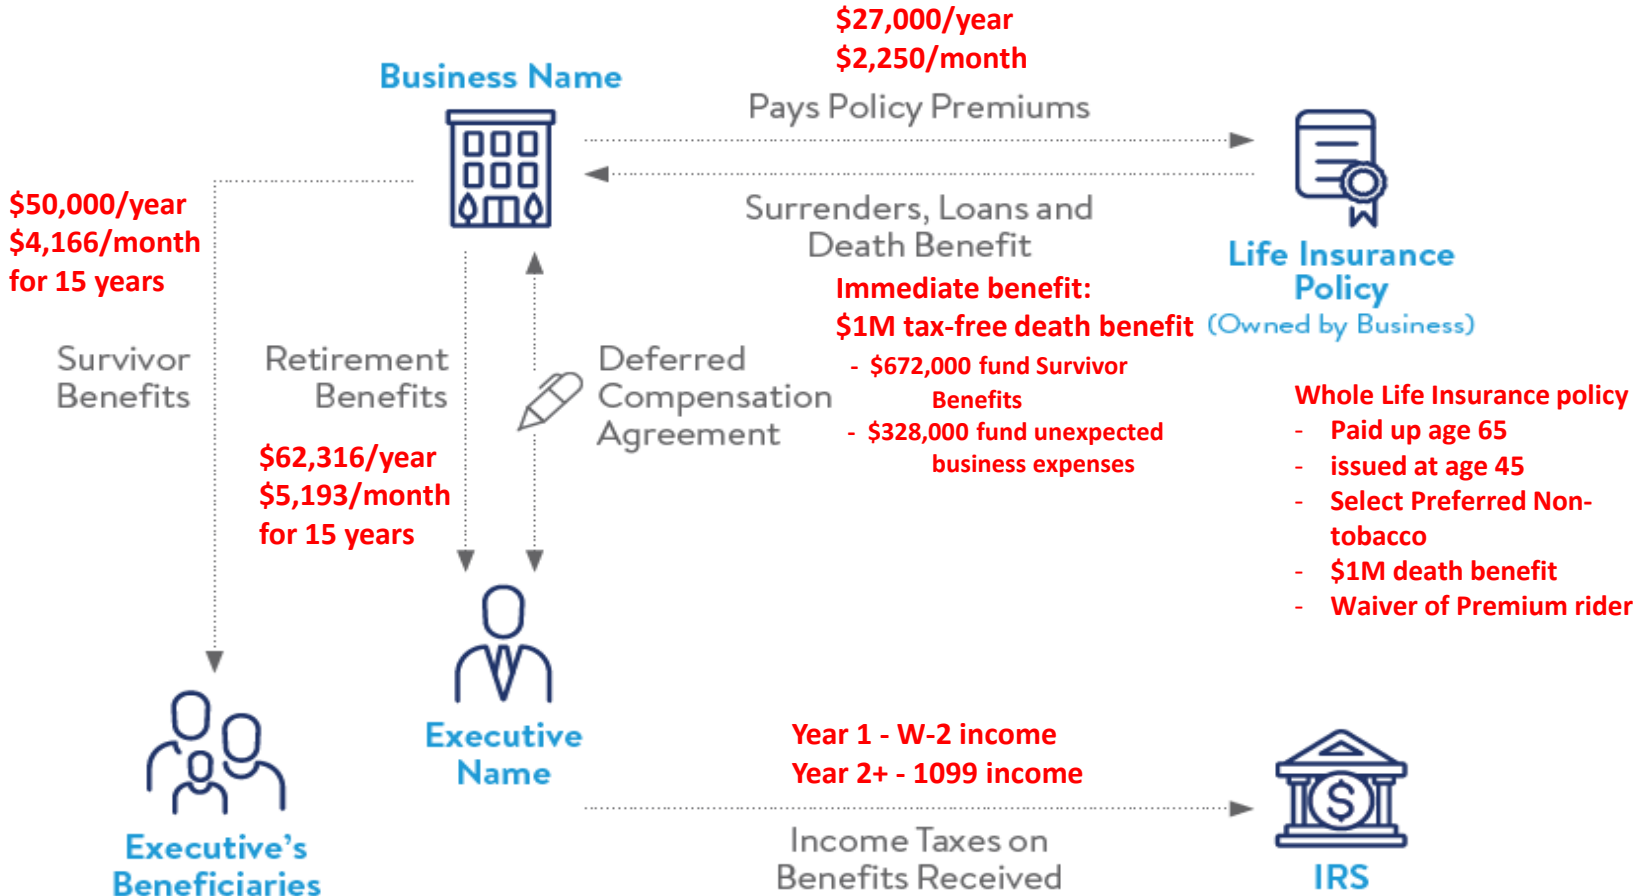 $27,000/year
$2,250/month
Business Name
Pays Policy Premiums
$50,000/year
$4,166/month
for 15 years
Surrenders, Loans and
Death Benefit
Life Insurance
Policy
(Owned by Business)
Immediate benefit:
$1M tax-free death benefit
- $672,000 fund Survivor
Benefits
- $328,000 fund unexpected
business expenses
Survivor
Benefits
Retirement
Benefits
Deferred
Compensation
Agreement
$62,316/year
$5,193/month
for 15 years
Whole Life Insurance policy
- Paid up age 65
- issued at age 45
- Select Preferred Non-
tobacco
- $1M death benefit
- Waiver of Premium rider
Executive
Name
Year 1 - W-2 income
Year 2+ - 1099 income
Income Taxes on
Benefits Received
$
IRS
Executive's
Beneficiaries